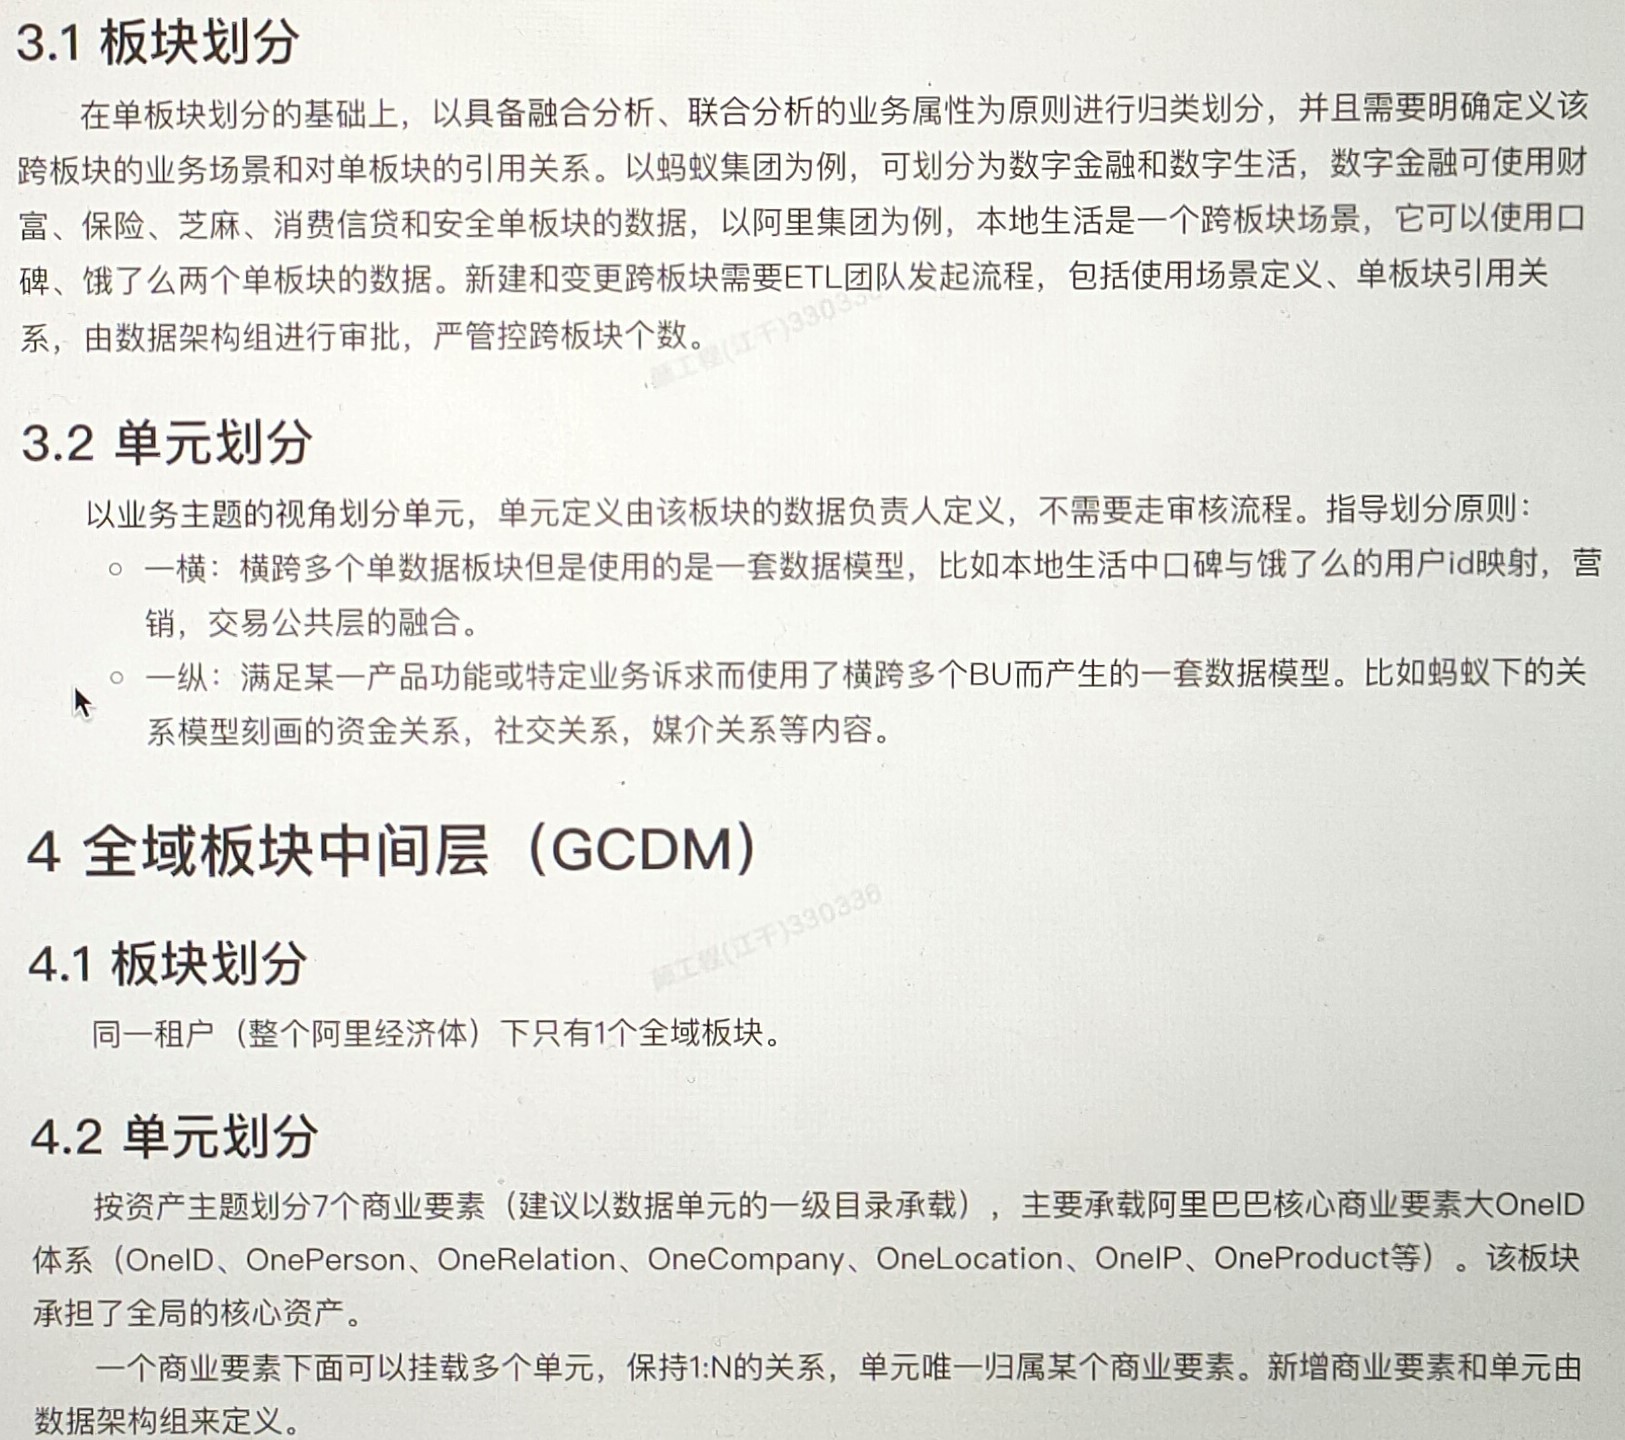 3.1 板块划分
在单板块划分的基础上，以具备融合分析、联合分析的业务属性为原则进行归类划分，并且需要明确定义该
跨板块的业务场景和对单板块的引用关系。以蚂蚁集团为例，可划分为数字金融和数字生活，数字金融可使用财
富、保险、芝麻、消费信贷和安全单板块的数据，以阿里集团为例，本地生活是一个跨板块场景，它可以使用口
碑、饿了么两个单板块的数据。新建和变更跨板块需要ETL团队发起流程，包括使用场景定义、单板块引用关
系，由数据架构组进行审批，严管控跨板块个数。
工程(江干)330336
3.2 单元划分
以业务主题的视角划分单元，单元定义由该板块的数据负责人定义，不需要走审核流程。指导划分原则：
一横：横跨多个单数据板块但是使用的是一套数据模型，比如本地生活中口碑与饿了么的用户id映射，营
销，交易公共层的融合。
一纵：满足某一产品功能或特定业务诉求而使用了横跨多个BU而产生的一套数据模型。比如蚂蚁下的关
系模型刻画的资金关系，社交关系，媒介关系等内容。
4 全域板块中间层（GCDM）
工程(江干)330336
4.1 板块划分
同一租户（整个阿里经济体）下只有1个全域板块。
4.2 单元划分
按资产主题划分7个商业要素（建议以数据单元的一级目录承载），主要承载阿里巴巴核心商业要素大OneID
体系（OneID、OnePerson、OneRelation、OneCompany、OneLocation、OneIP、OneProduct等）。该板块
承担了全局的核心资产。
一个商业要素下面可以挂载多个单元，保持1:N的关系，单元唯一归属某个商业要素。新增商业要素和单元由
数据架构组来定义。